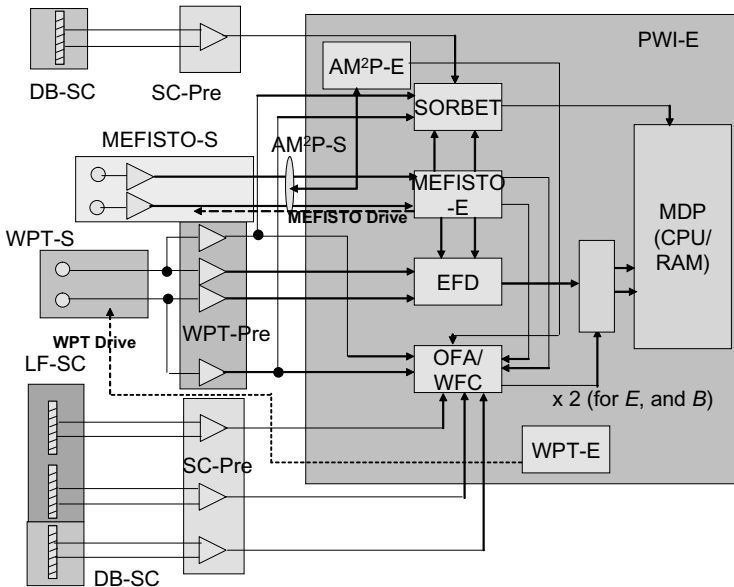 PWI-E
AM²P-E
DB-SC
SC-Pre
SORBET
MEFISTO-S
AM²P-S
MEFISTO
-E
MEFISTO Drive
MDP
(CPU/
RAM)
WPT-S
EFD
WPT-Pre
WPT Drive
LF-SC
OFA/
WFC
x 2 (for E, and B)
SC-Pre
WPT-E
DB-SC